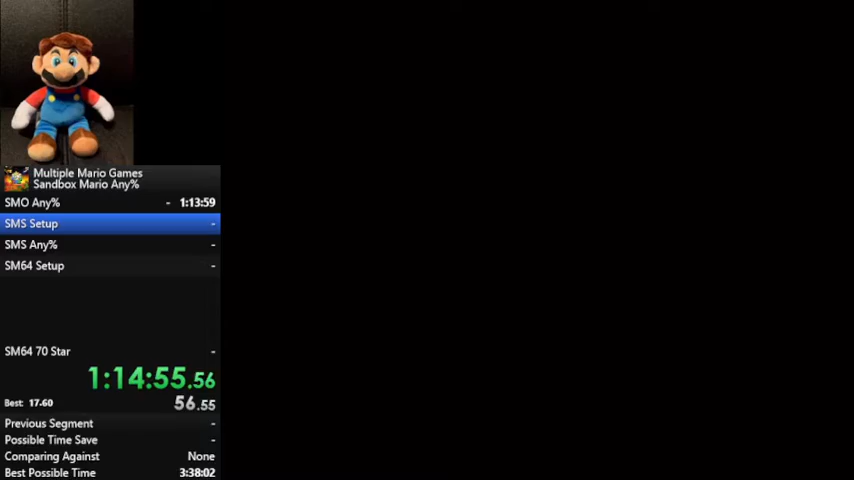 Multiple Mario Games
Sandbox Mario Any%
SMO Any% - 1:13:59
SMS Setup -
SMS Any% -
SM64 Setup -
SM64 70 Star -
1:14:55.56
Best: 17.60 56.55
Previous Segment -
Possible Time Save -
Comparing Against None
Best Possible Time 3:38:02